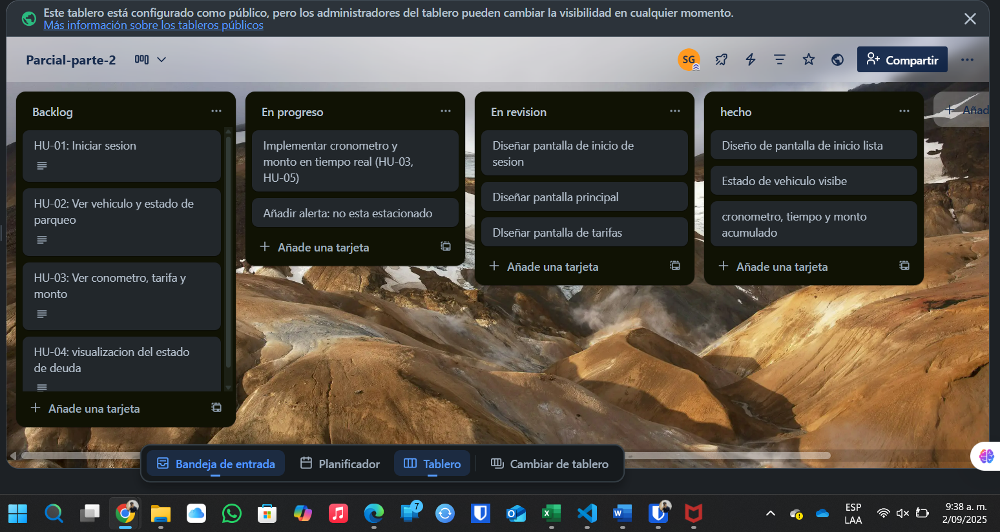 Este tablero está configurado como público, pero los administradores del tablero pueden cambiar la visibilidad en cualquier momento.
Más información sobre los tableros públicos
Parcial-parte-2
SG
Compartir
Backlog
HU-01: Iniciar sesion
HU-02: Ver vehiculo y estado de
parqueo
HU-03: Ver conometro, tarifa y
monto
HU-04: visualizacion del estado
de deuda
Añade una tarjeta
En progreso
Implementar cronometro y
monto en tiempo real (HU-03,
HU-05)
Añadir alerta: no esta estacionado
Añade una tarjeta
En revision
Diseñar pantalla de inicio de
sesion
Diseñar pantalla principal
DIseñar pantalla de tarifas
Añade una tarjeta
hecho
Diseño de pantalla de inicio lista
Estado de vehiculo visibe
cronometro, tiempo y monto
acumulado
Añade una tarjeta
Añad
Bandeja de entrada
Planificador
Tablero
Cambiar de tablero
7
ESP
LAA
9:38 a. m.
2/09/2025